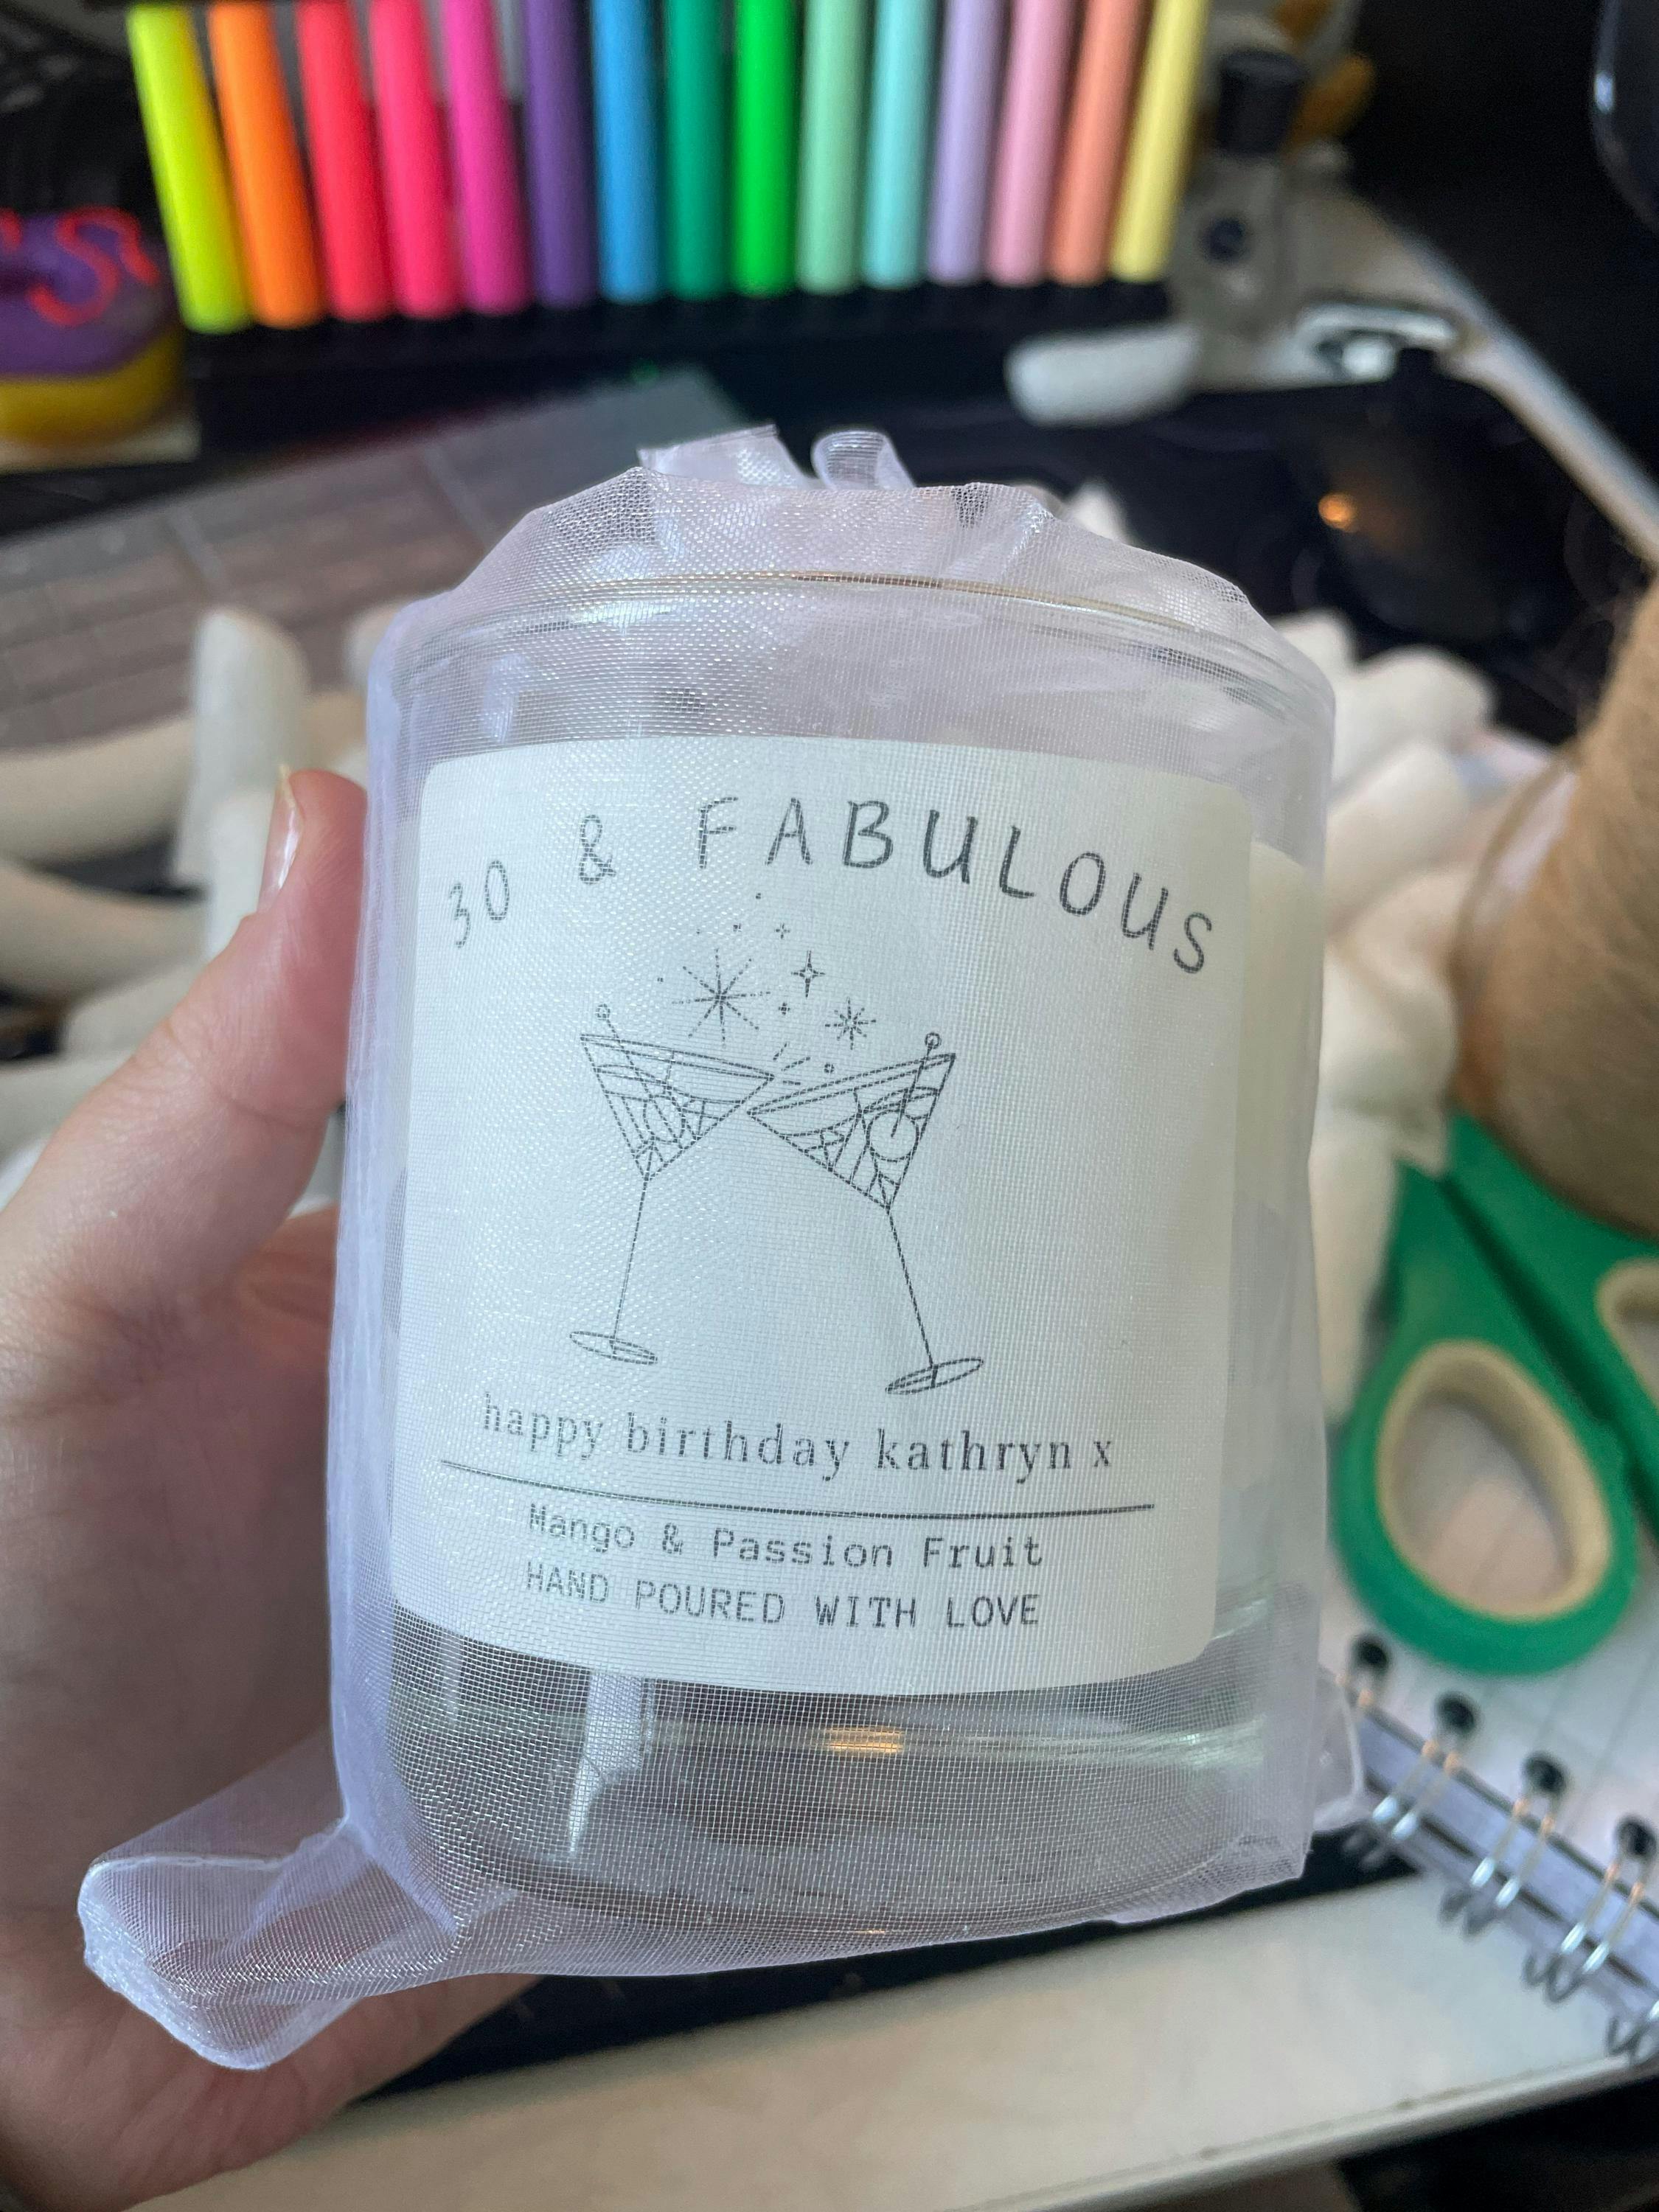 30 & FABULOUS
happy birthday kathryn x
Mango & Passion Fruit
HAND POURED WITH LOVE